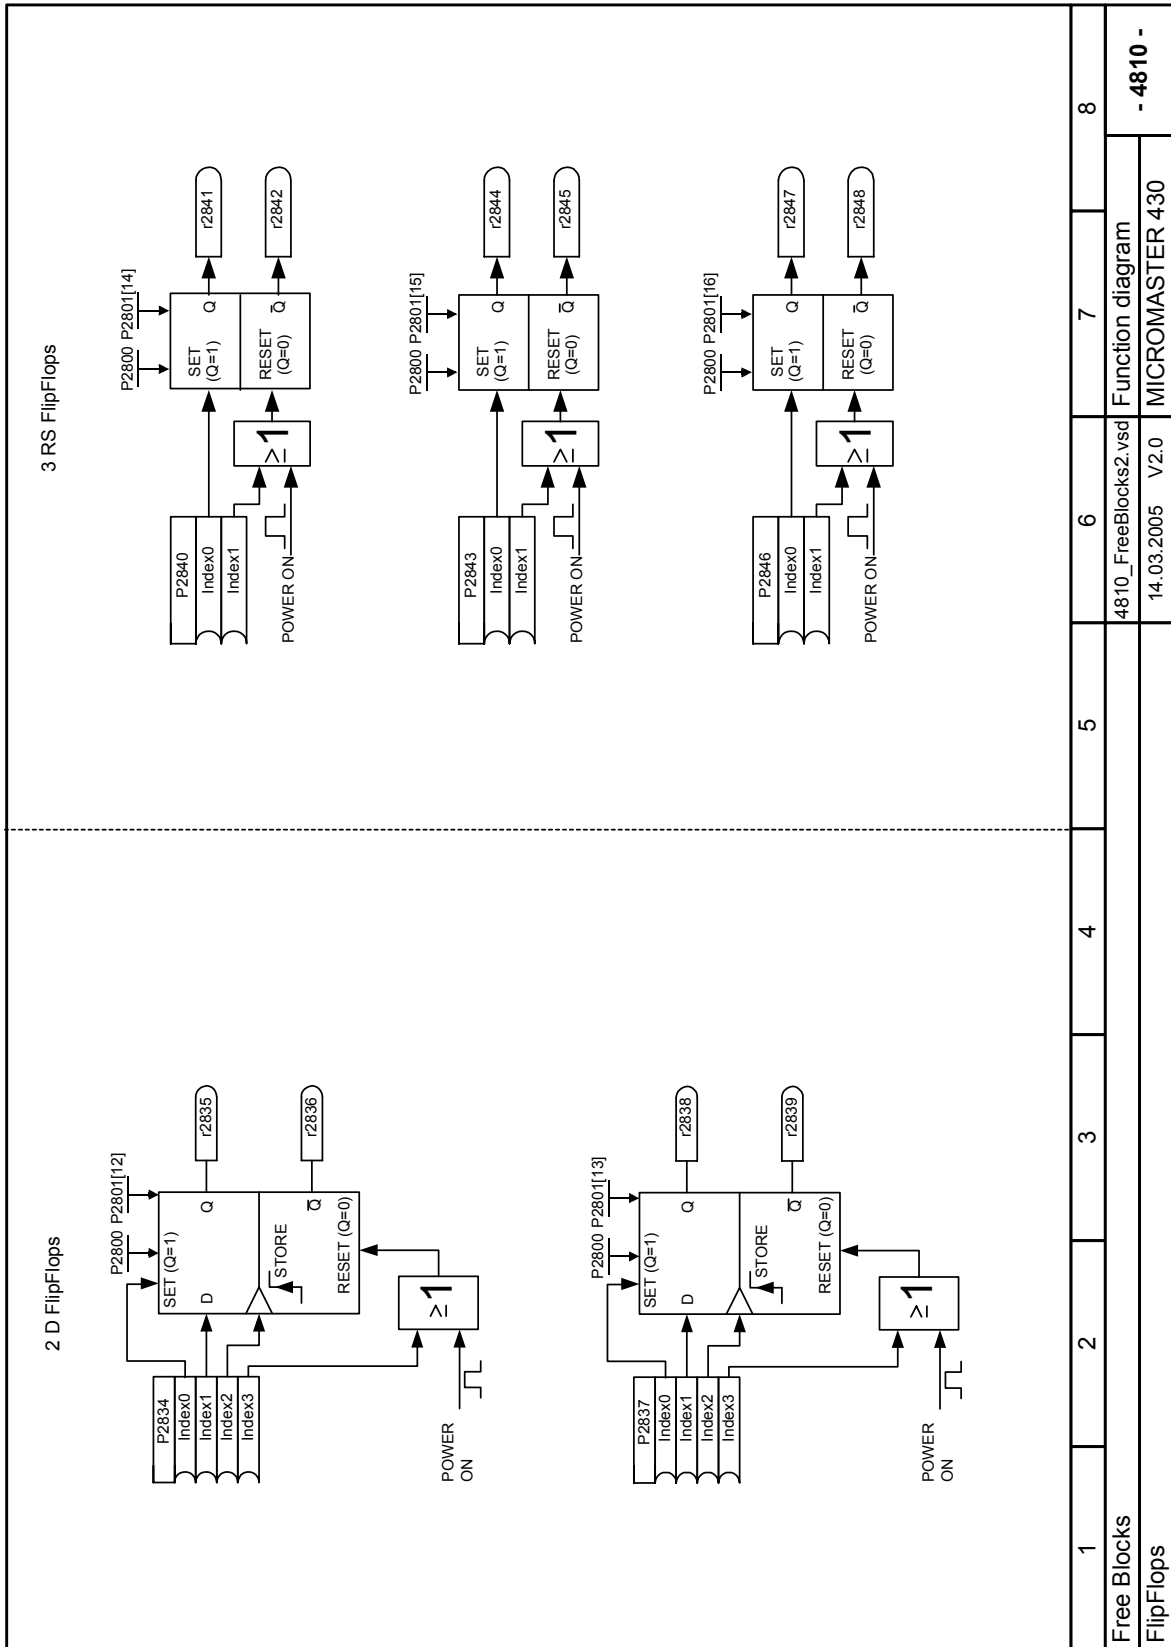 2 D FlipFlops
P2800 P2801[12]
P2834
Index0
Index1
Index2
Index3
SET (Q=1)
D
Q
STORE
Q̅
RESET (Q=0)
≥1
POWER
ON
r2835
r2836
P2800 P2801[13]
P2837
Index0
Index1
Index2
Index3
SET (Q=1)
D
Q
STORE
Q̅
RESET (Q=0)
≥1
POWER
ON
r2838
r2839
3 RS FlipFlops
P2800 P2801[14]
P2840
Index0
Index1
POWER ON
≥1
SET
(Q=1)
Q
RESET
(Q=0)
Q̅
r2841
r2842
P2800 P2801[15]
P2843
Index0
Index1
POWER ON
≥1
SET
(Q=1)
Q
RESET
(Q=0)
Q̅
r2844
r2845
P2800 P2801[16]
P2846
Index0
Index1
POWER ON
≥1
SET
(Q=1)
Q
RESET
(Q=0)
Q̅
r2847
r2848
1 2 3 4 5 6 7 8
Free Blocks 4810_FreeBlocks2.vsd Function diagram
FlipFlops 14.03.2005 V2.0 MICROMASTER 430
- 4810 -